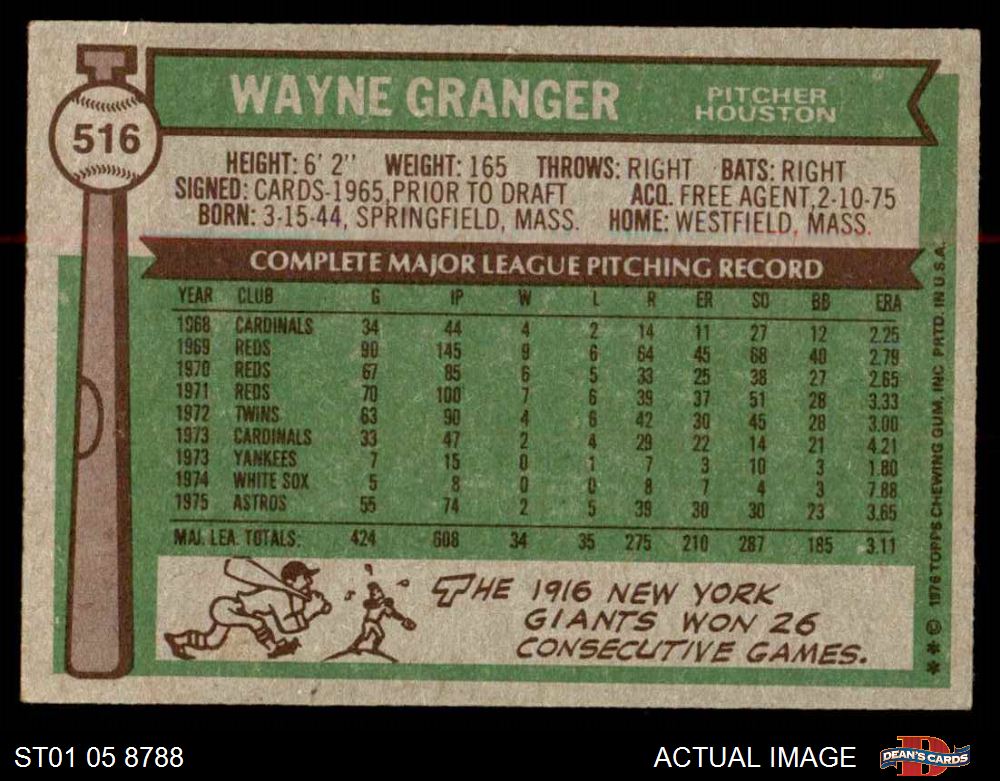 516
WAYNE GRANGER PITCHER HOUSTON
HEIGHT: 6' 2'' WEIGHT: 165 THROWS: RIGHT BATS: RIGHT
SIGNED: CARDS-1965, PRIOR TO DRAFT ACQ. FREE AGENT, 2-10-75
BORN: 3-15-44, SPRINGFIELD, MASS. HOME: WESTFIELD, MASS.
COMPLETE MAJOR LEAGUE PITCHING RECORD
YEAR CLUB G IP W L R ER SO BB ERA
1968 CARDINALS 34 44 4 2 14 11 27 12 2.25
1969 REDS 90 145 9 6 64 45 68 40 2.79
1970 REDS 67 85 6 5 33 25 38 27 2.65
1971 REDS 70 100 7 6 39 37 51 28 3.33
1972 TWINS 63 90 4 6 42 30 45 28 3.00
1973 CARDINALS 33 47 2 4 29 22 14 21 4.21
1973 YANKEES 7 15 0 1 7 3 10 3 1.80
1974 WHITE SOX 5 8 0 0 8 7 4 3 7.88
1975 ASTROS 55 74 2 5 39 30 30 23 3.65
MAJ. LEA. TOTALS: 424 608 34 35 275 210 287 185 3.11
THE 1916 NEW YORK
GIANTS WON 26
CONSECUTIVE GAMES.
* * © 1976 TOPPS CHEWING GUM, INC. PRTD. IN U.S.A.
ST01 05 8788 ACTUAL IMAGE DEAN'S CARDS